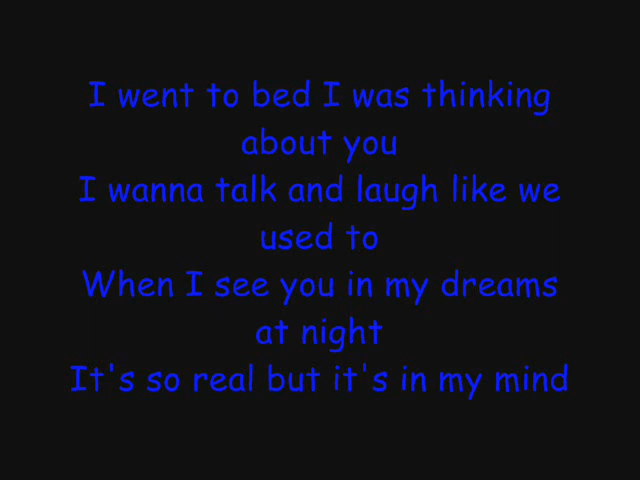 I went to bed I was thinking
about you
I wanna talk and laugh like we
used to
When I see you in my dreams
at night
It's so real but it's in my mind